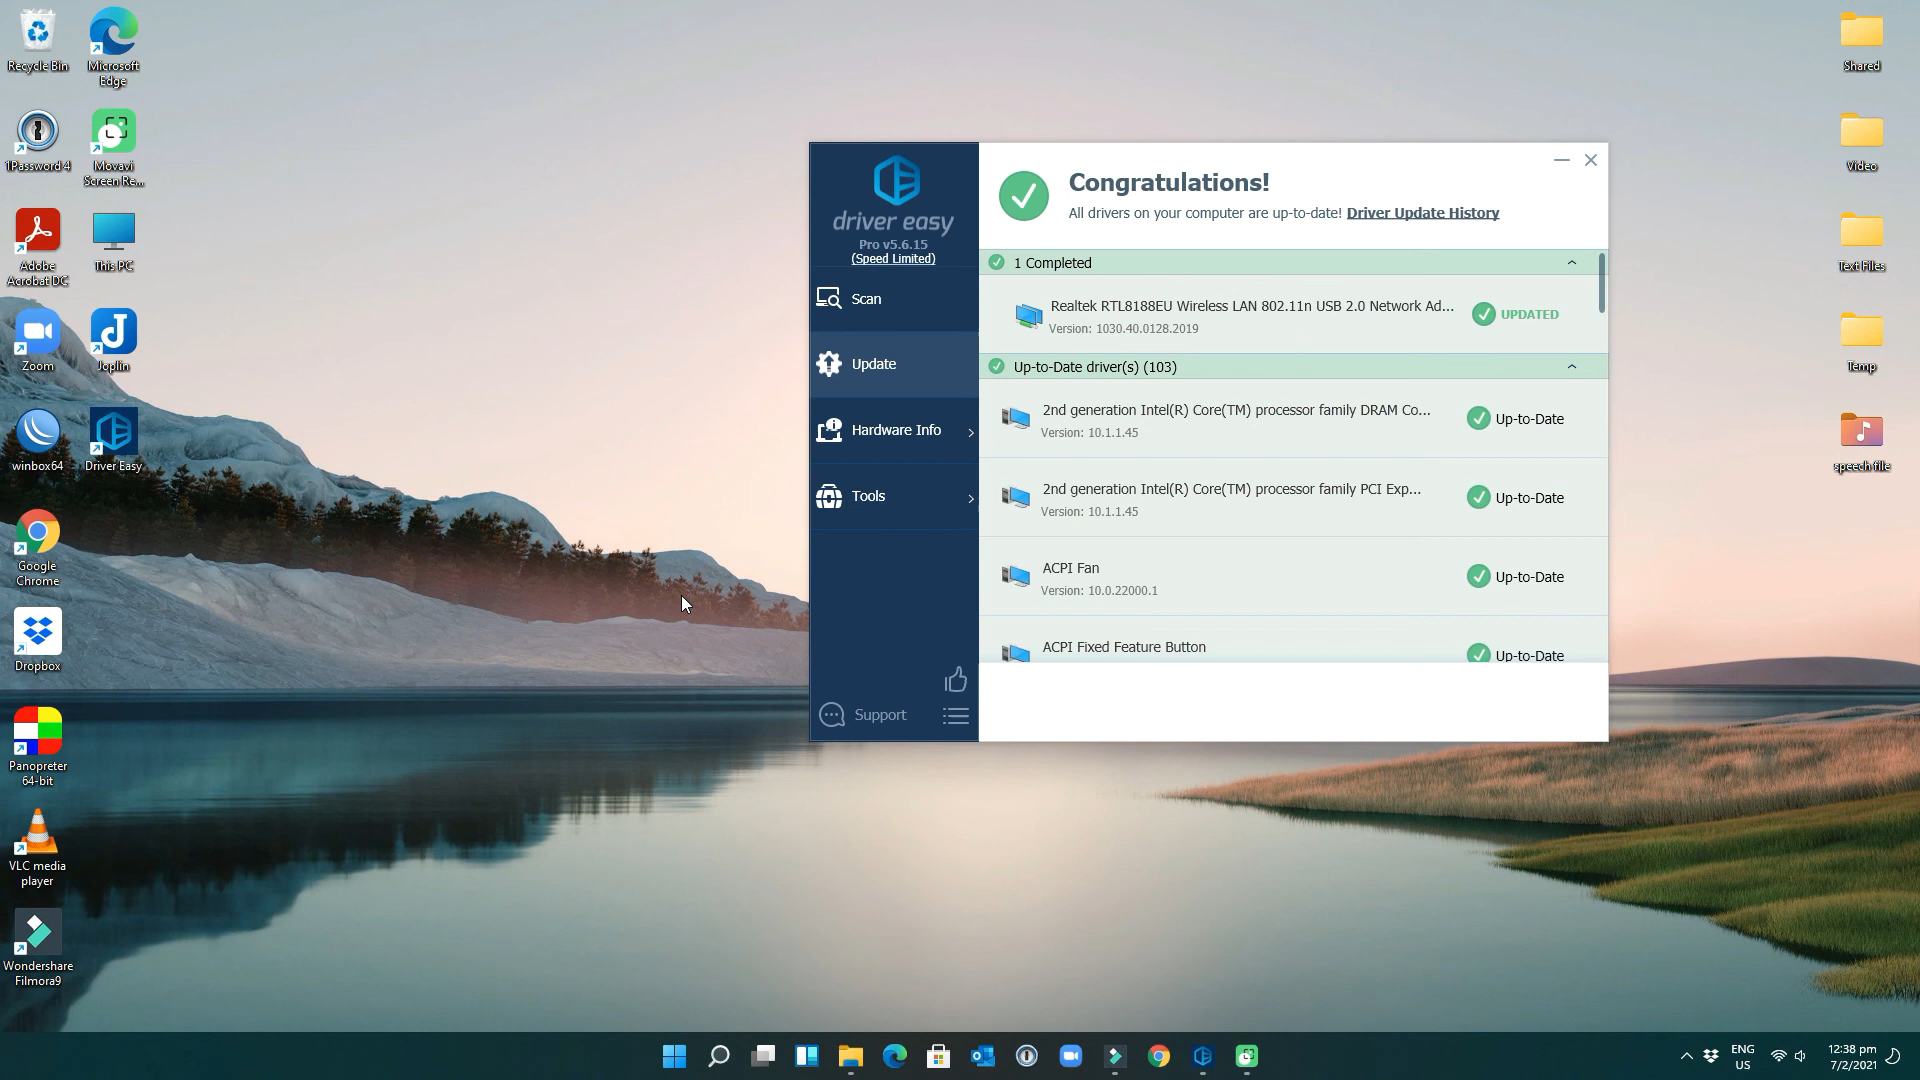 Recycle Bin
Microsoft
Edge
1Password 4
Movavi
Screen Re...
Adobe
Acrobat DC
This PC
Zoom
Joplin
winbox64
Driver Easy
Google
Chrome
Dropbox
Panopreter
64-bit
VLC media
player
Wondershare
Filmora9
driver easy
Pro v5.6.15
(Speed Limited)
Scan
Update
Hardware Info
Tools
Support
Congratulations!
All drivers on your computer are up-to-date! Driver Update History
1 Completed
Realtek RTL8188EU Wireless LAN 802.11n USB 2.0 Network Ad...
UPDATED
Version: 1030.40.0128.2019
Up-to-Date driver(s) (103)
2nd generation Intel(R) Core(TM) processor family DRAM Co...
Up-to-Date
Version: 10.1.1.45
2nd generation Intel(R) Core(TM) processor family PCI Exp...
Up-to-Date
Version: 10.1.1.45
ACPI Fan
Up-to-Date
Version: 10.0.22000.1
ACPI Fixed Feature Button
Up-to-Date
Shared
Video
Text Files
Temp
speech file
ENG
US
12:38 pm
7/2/2021